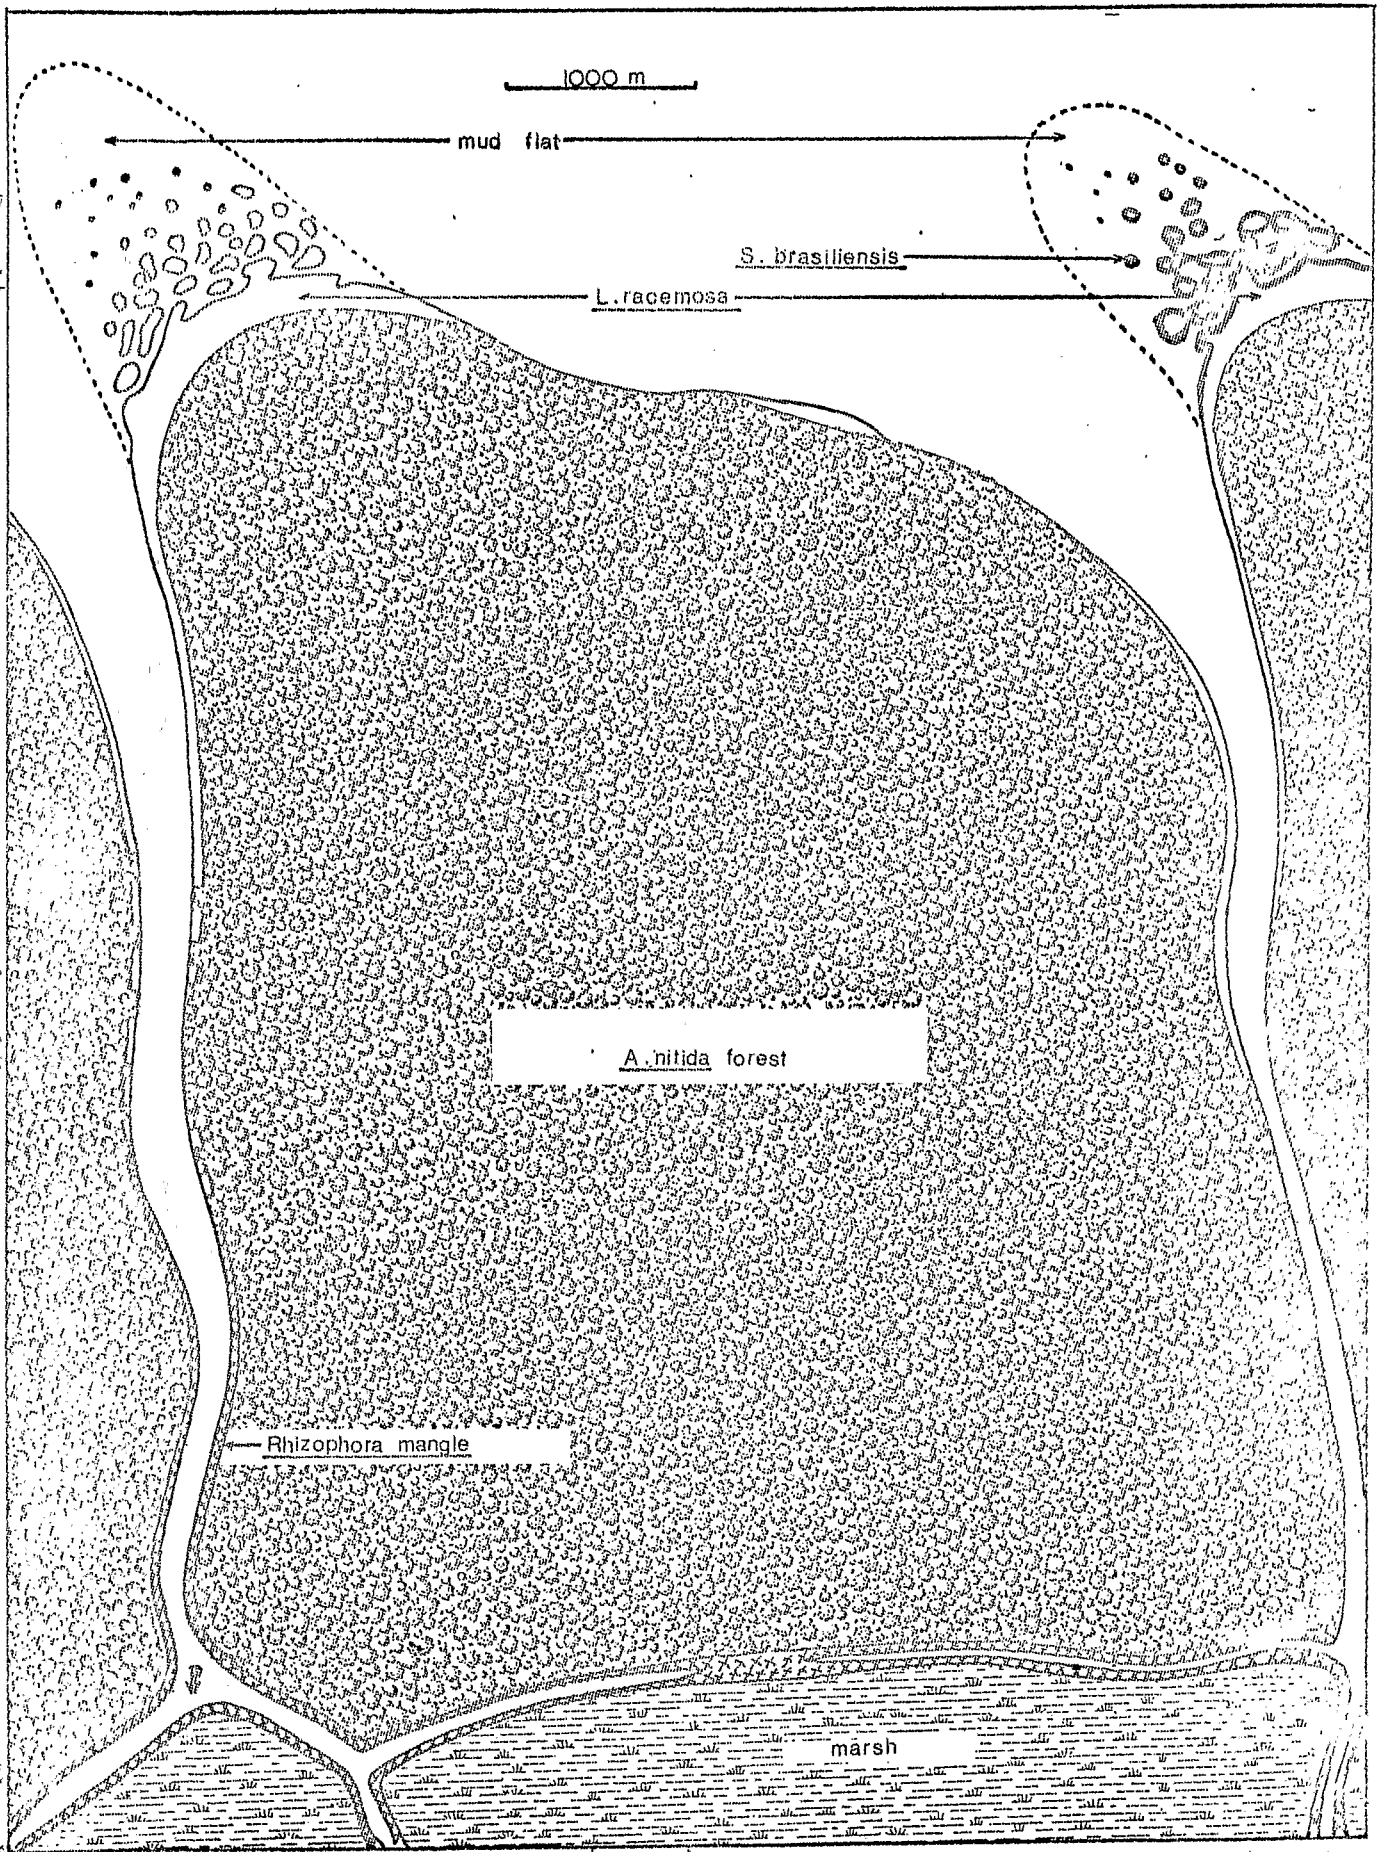 1000 m
mud flat
S. brasiliensis
L. racemosa
A. nitida forest
Rhizophora mangle
marsh